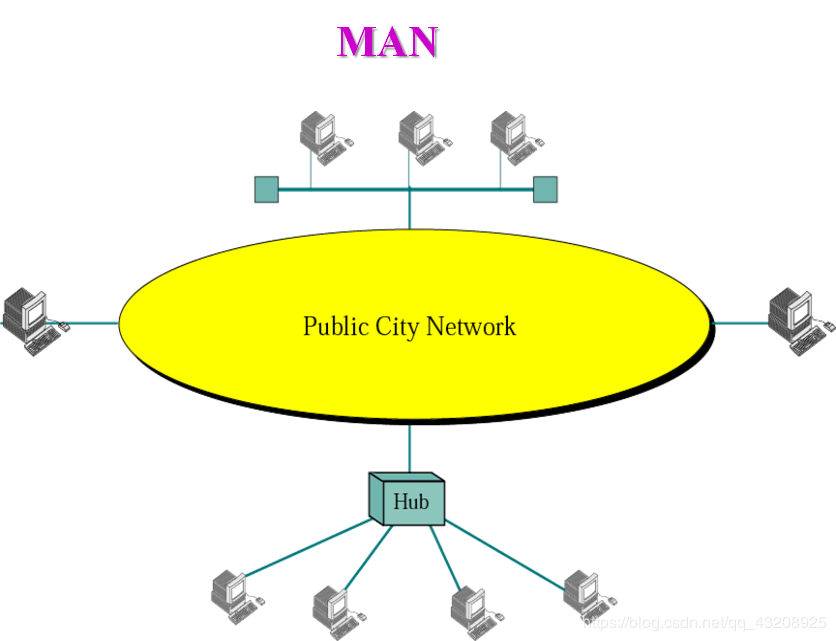 MAN
Public City Network
Hub
https://blog.csdn.net/qq_43208925